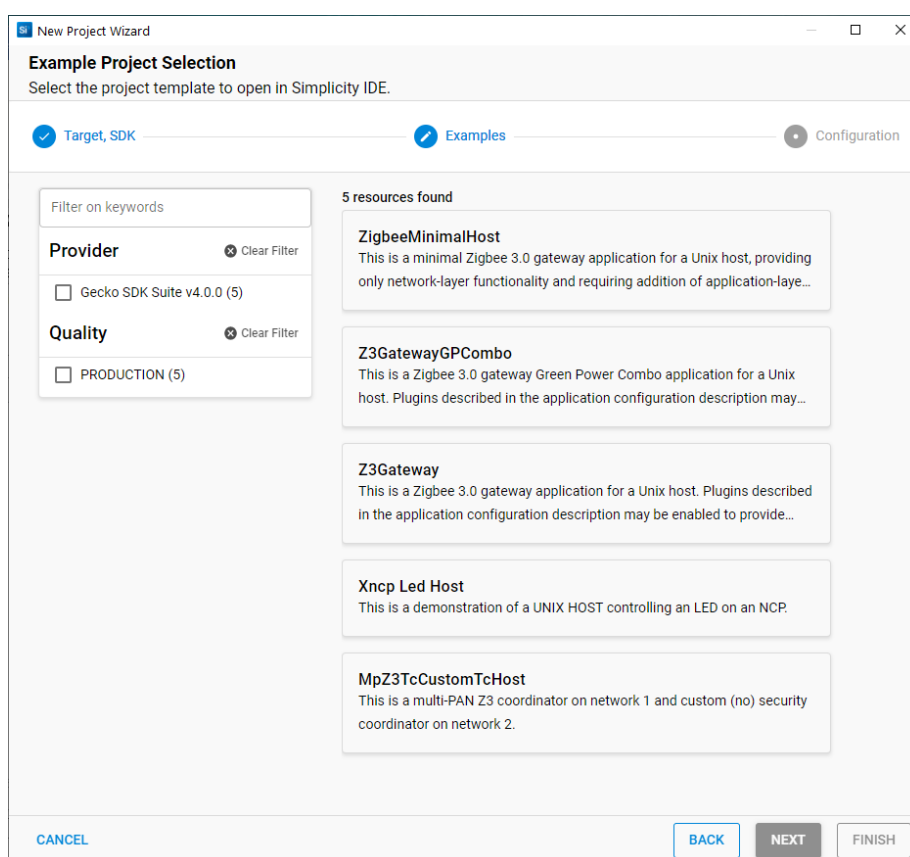 Si New Project Wizard
Example Project Selection
Select the project template to open in Simplicity IDE.
Target, SDK
Examples
Configuration
Filter on keywords
Provider
Clear Filter
Gecko SDK Suite v4.0.0 (5)
Quality
Clear Filter
PRODUCTION (5)
5 resources found
ZigbeeMinimalHost
This is a minimal Zigbee 3.0 gateway application for a Unix host, providing
only network-layer functionality and requiring addition of application-laye...
Z3GatewayGPCombo
This is a Zigbee 3.0 gateway Green Power Combo application for a Unix
host. Plugins described in the application configuration description may...
Z3Gateway
This is a Zigbee 3.0 gateway application for a Unix host. Plugins described
in the application configuration description may be enabled to provide...
Xncp Led Host
This is a demonstration of a UNIX HOST controlling an LED on an NCP.
MpZ3TcCustomTcHost
This is a multi-PAN Z3 coordinator on network 1 and custom (no) security
coordinator on network 2.
CANCEL
BACK
NEXT
FINISH